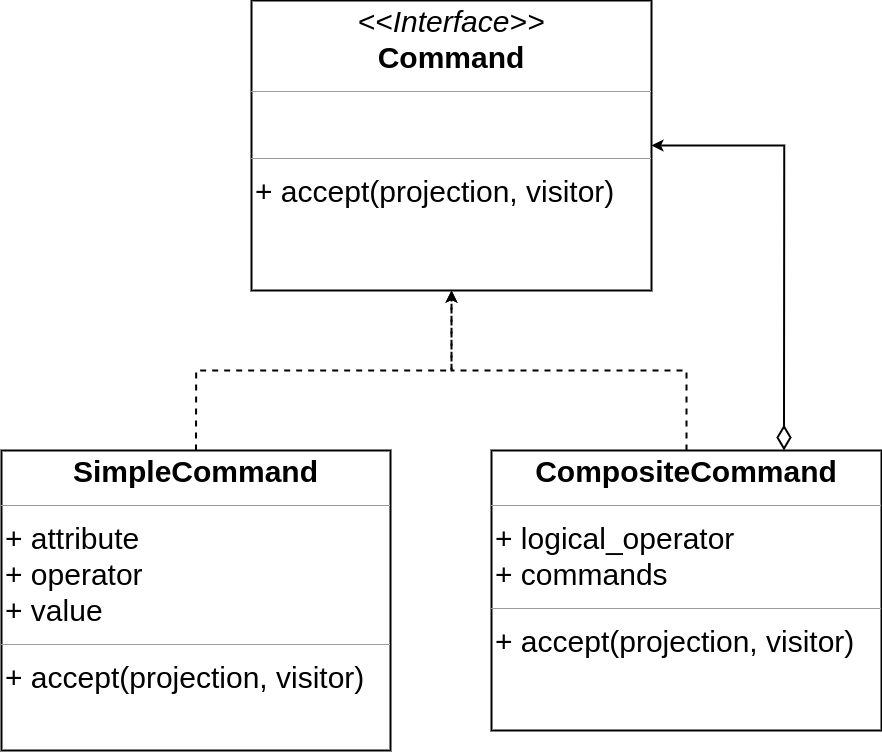 <<Interface>>
Command
+ accept(projection, visitor)
SimpleCommand
+ attribute
+ operator
+ value
+ accept(projection, visitor)
CompositeCommand
+ logical_operator
+ commands
+ accept(projection, visitor)